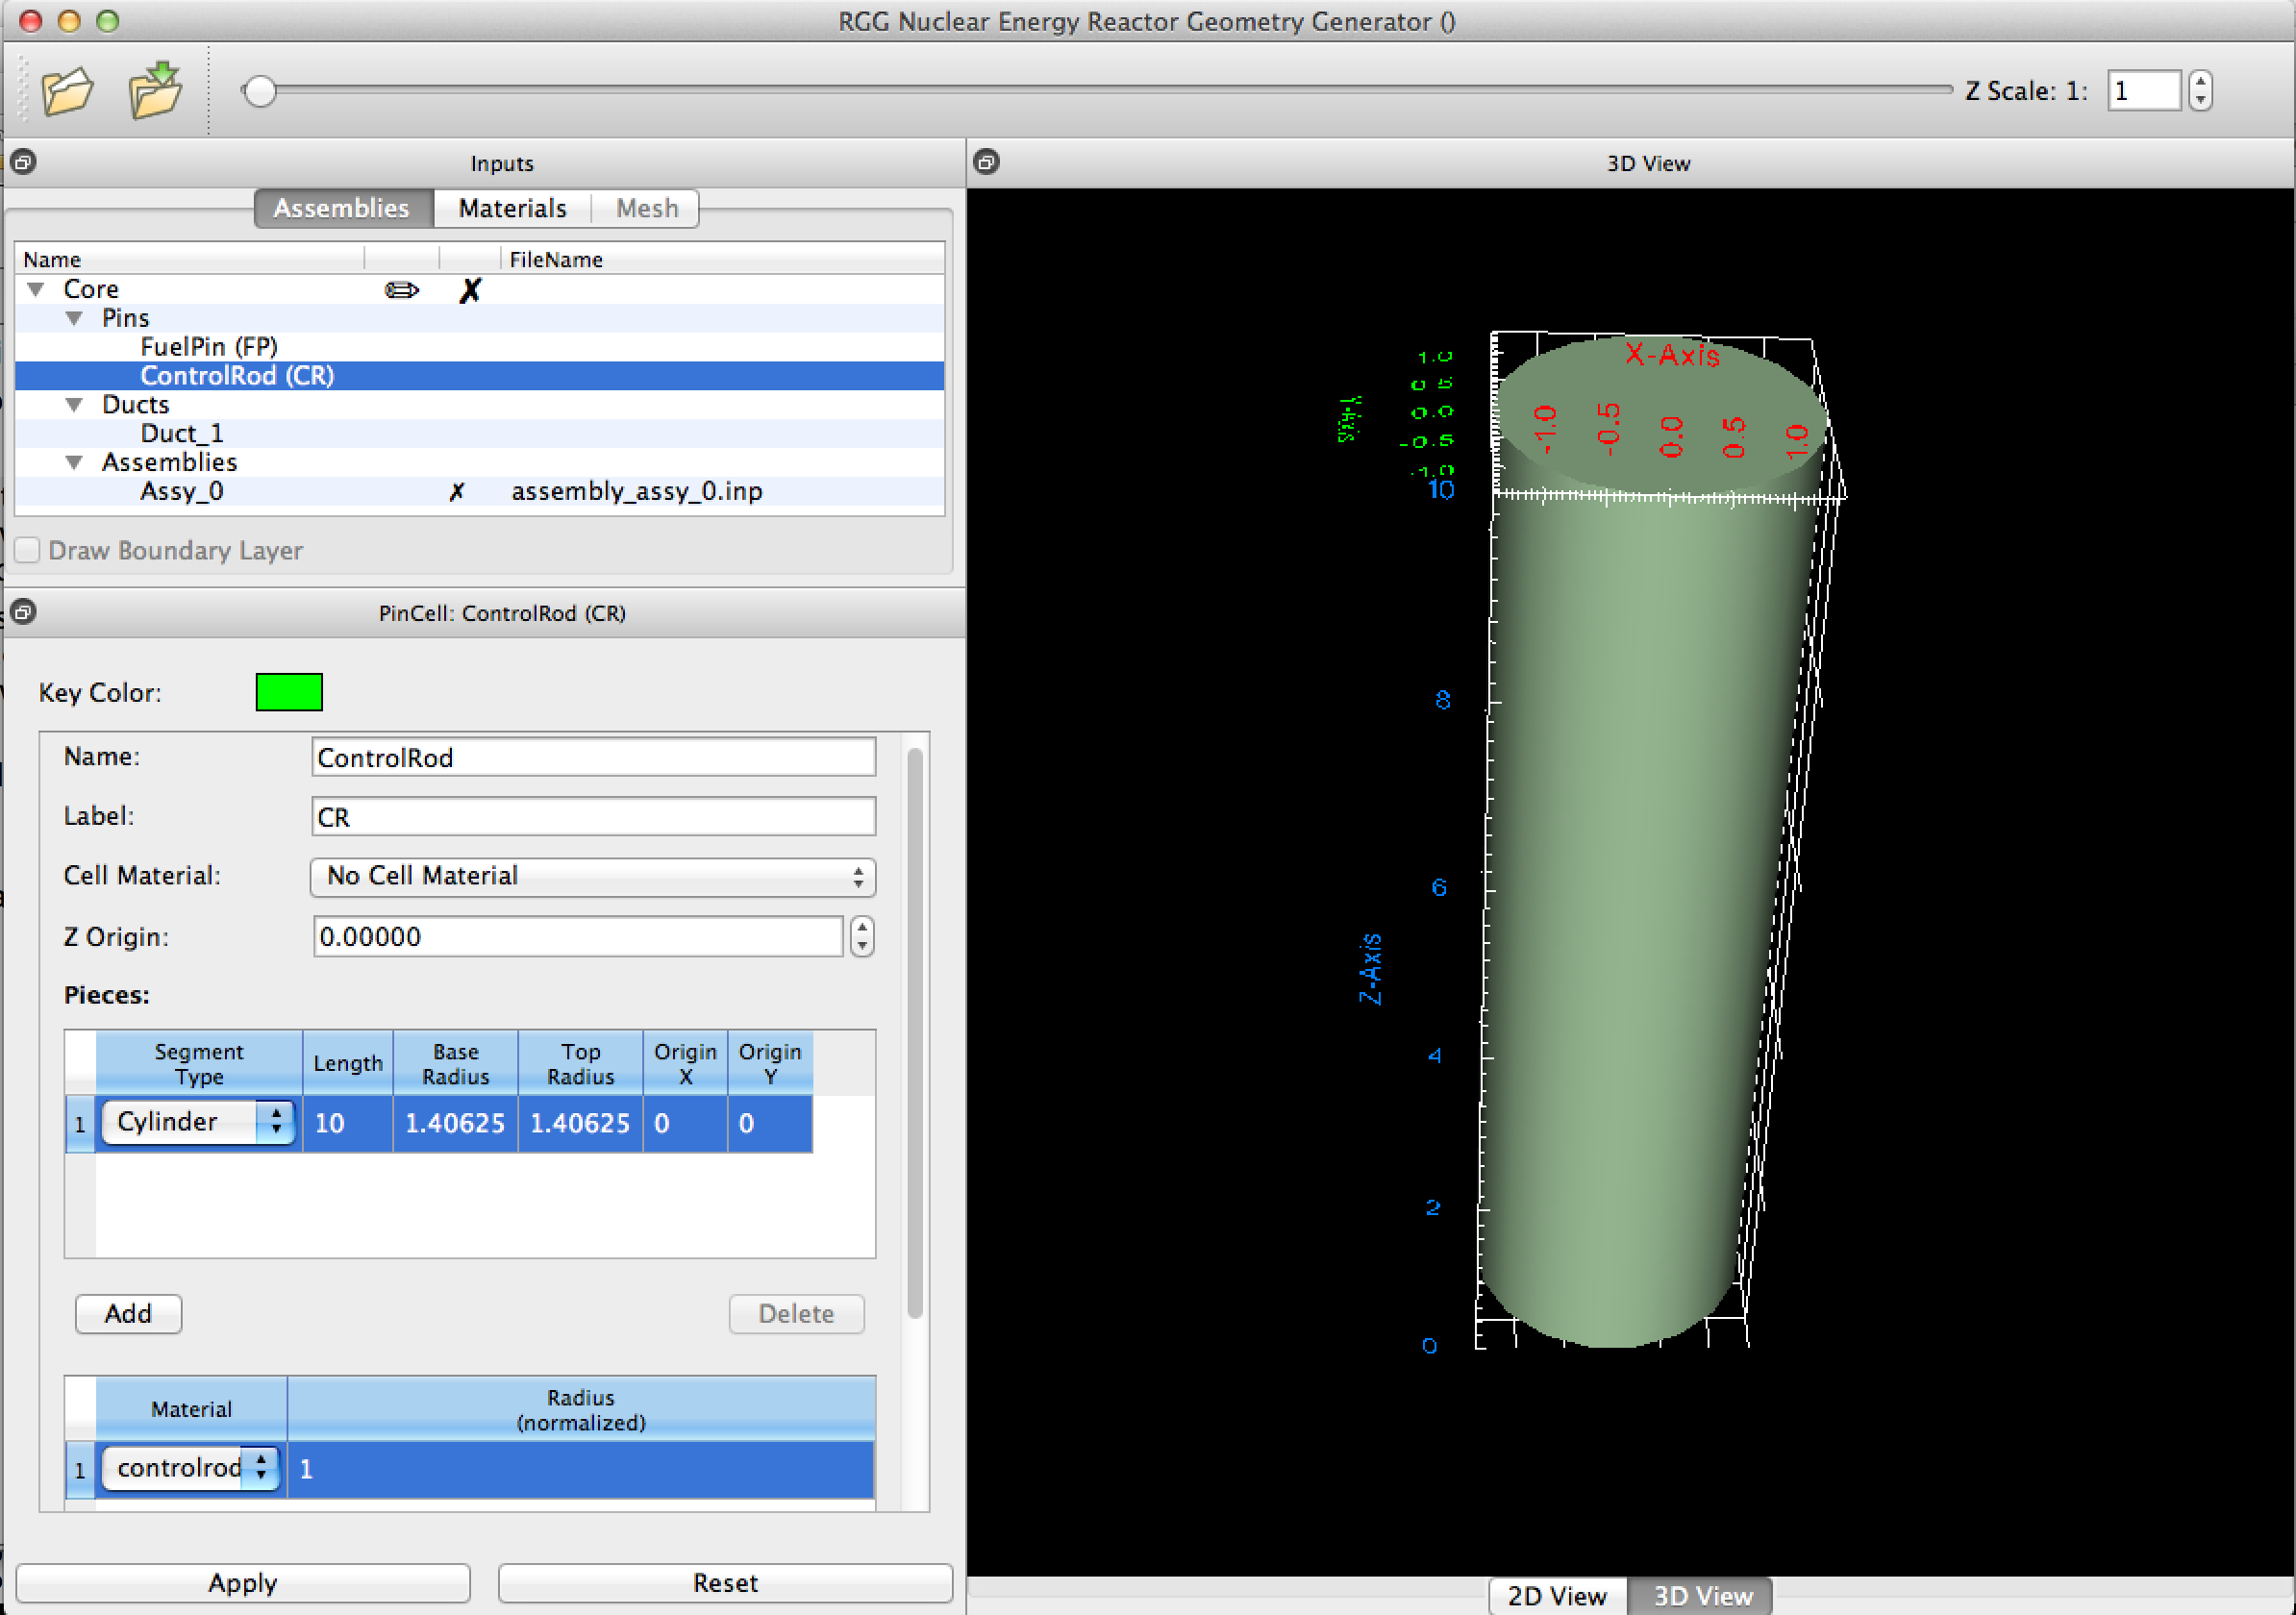 RGG Nuclear Energy Reactor Geometry Generator ()
Z Scale: 1: 1
Inputs
Assemblies Materials Mesh
Name FileName
Core
Pins
FuelPin (FP)
ControlRod (CR)
Ducts
Duct_1
Assemblies
Assy_0 assembly_assy_0.inp
Draw Boundary Layer
PinCell: ControlRod (CR)
Key Color:
Name: ControlRod
Label: CR
Cell Material: No Cell Material
Z Origin: 0.00000
Pieces:
Segment Type Length Base Radius Top Radius Origin X Origin Y
1 Cylinder 10 1.40625 1.40625 0 0
Add Delete
Material Radius (normalized)
1 controlrod 1
Apply Reset
3D View
X-Axis
-1.0 -0.5 0.0 0.5 1.0
Y-Axis
1.0
0.5
0.0
-0.5
-1.0
10
8
6
Z-Axis
4
2
0
2D View 3D View